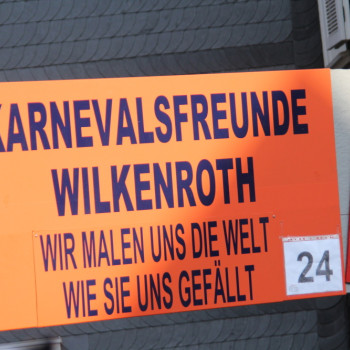 KARNEVALSFREUNDE
WILKENROTH
WIR MALEN UNS DIE WELT
WIE SIE UNS GEFÄLLT
24